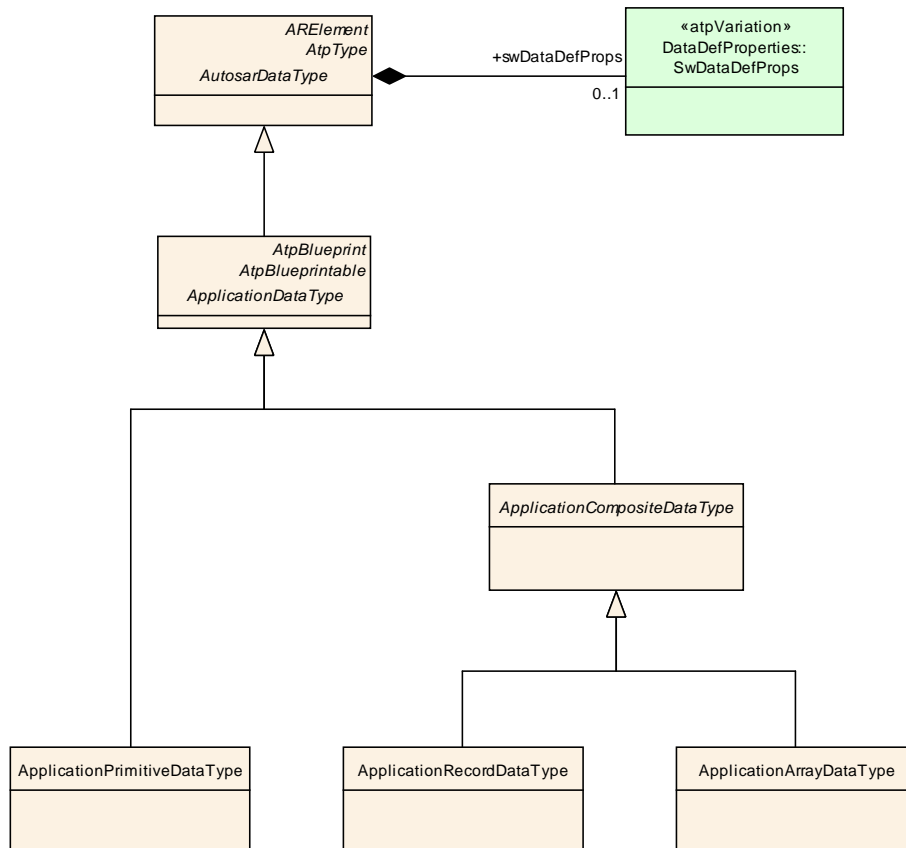 ARElement
AtpType
AutosarDataType
+swDataDefProps
0..1
«atpVariation»
DataDefProperties::
SwDataDefProps
AtpBlueprint
AtpBlueprintable
ApplicationDataType
ApplicationCompositeDataType
ApplicationPrimitiveDataType
ApplicationRecordDataType
ApplicationArrayDataType